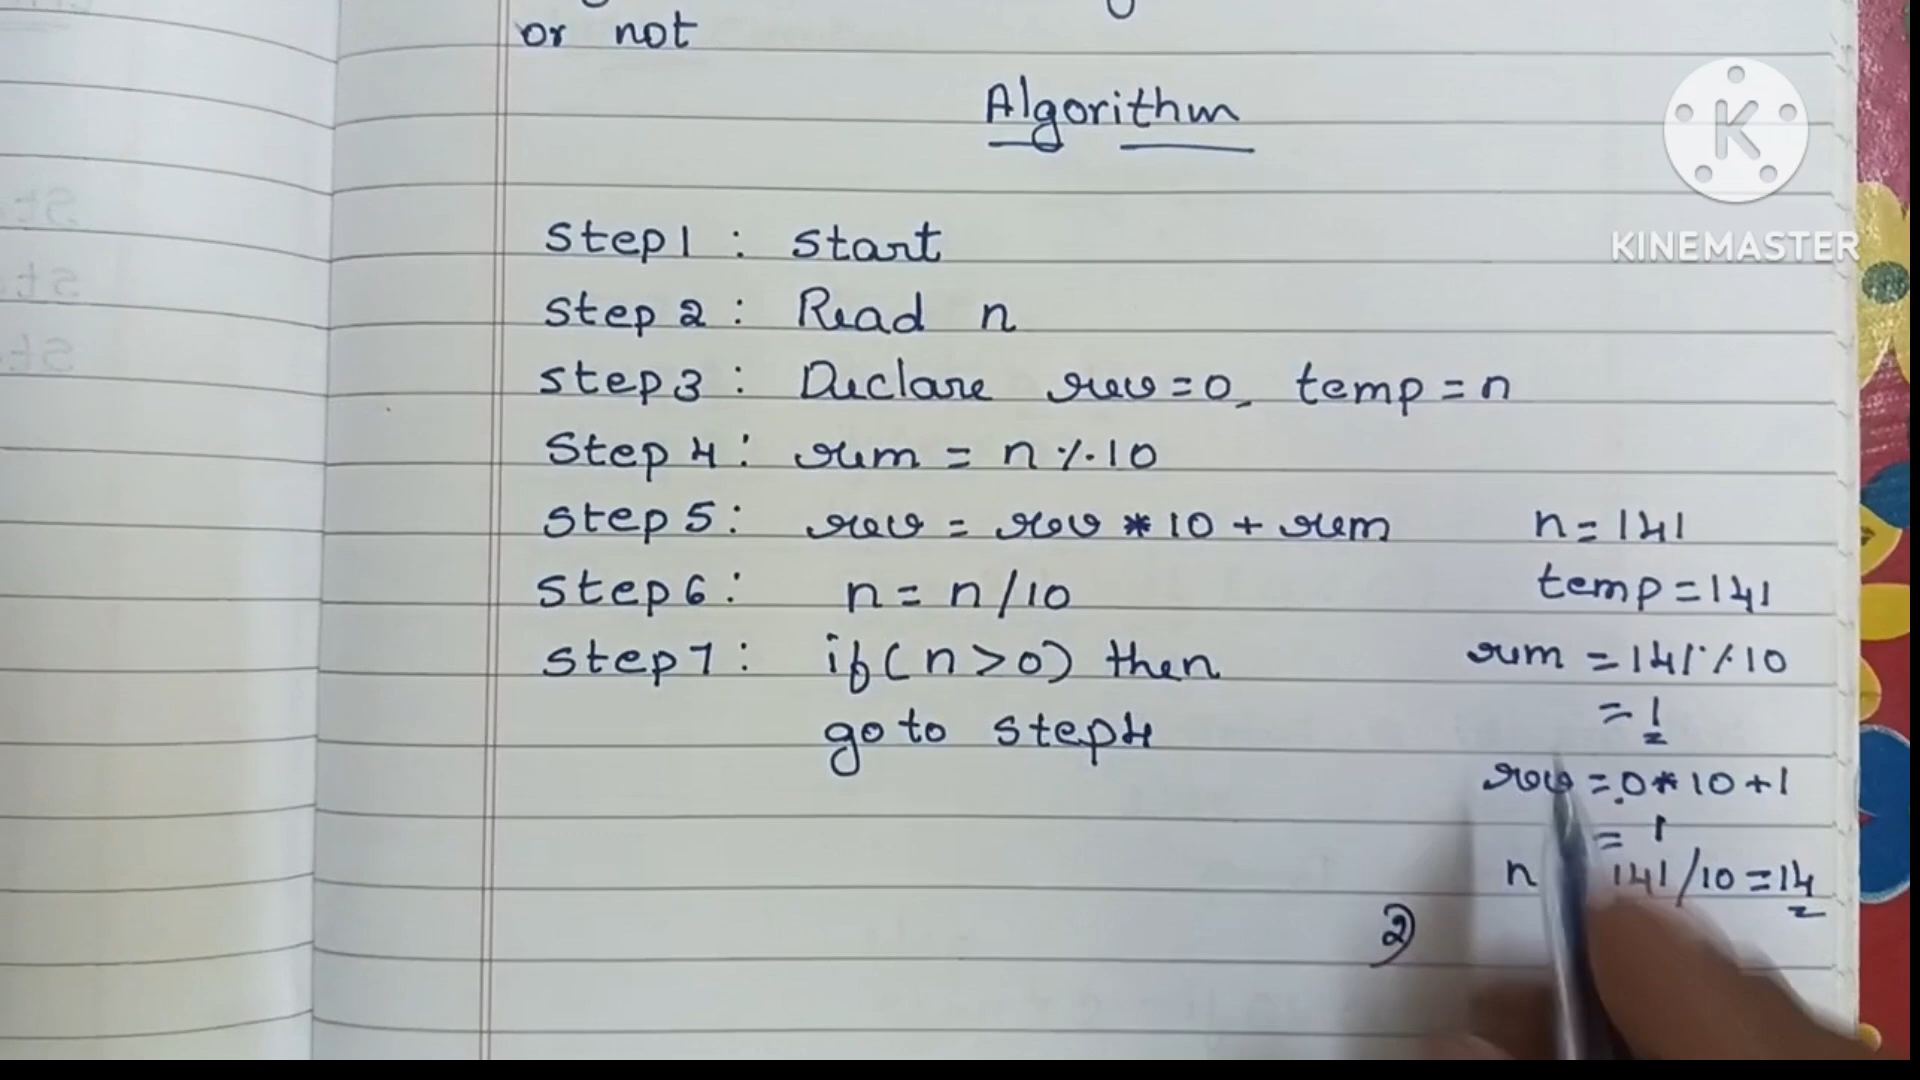 or not
Algorithm
Step1 : Start
Step 2 : Read n
Step3 : Declare rev=0, temp=n
Step 4 : rem = n % 10
Step 5 : rev = rev * 10 + rem
Step6 : n = n/10
Step7 : if(n>0) then
go to step4
n=141
temp=141
rem = 141%10
= 1
rev = 0*10+1
= 1
n 141/10=14
2)
K
KINEMASTER